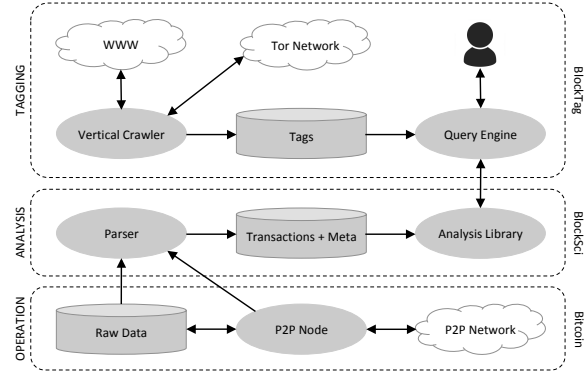 TAGGING
WWW
Tor Network
BlockTag
Vertical Crawler
Tags
Query Engine
ANALYSIS
Parser
Transactions + Meta
Analysis Library
BlockSci
OPERATION
Raw Data
P2P Node
P2P Network
Bitcoin